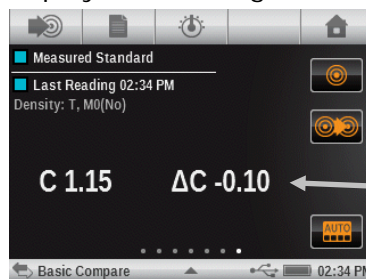 Measured Standard
Last Reading 02:34 PM
Density: T, M0(No)
C 1.15 ΔC -0.10
AUTO
Basic Compare 02:34 PM